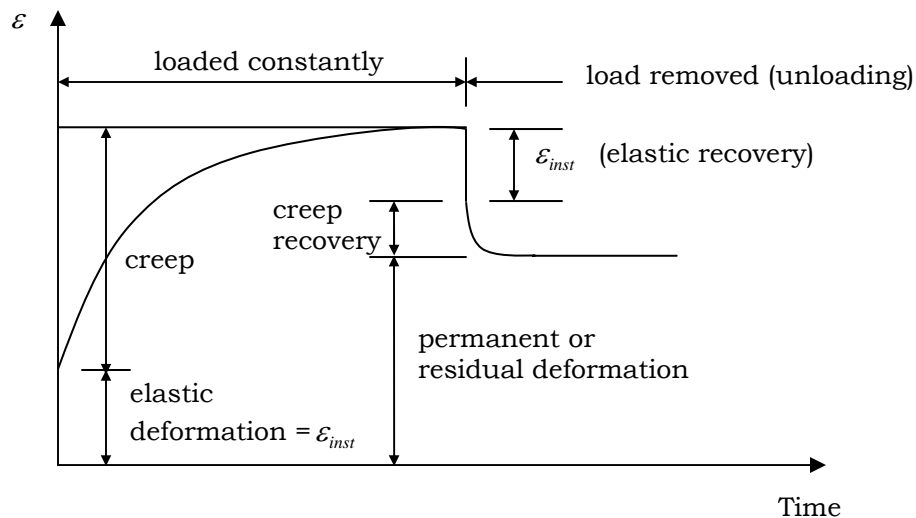 ε
loaded constantly
load removed (unloading)
ε_inst (elastic recovery)
creep
recovery
creep
permanent or
residual deformation
elastic
deformation = ε_inst
Time